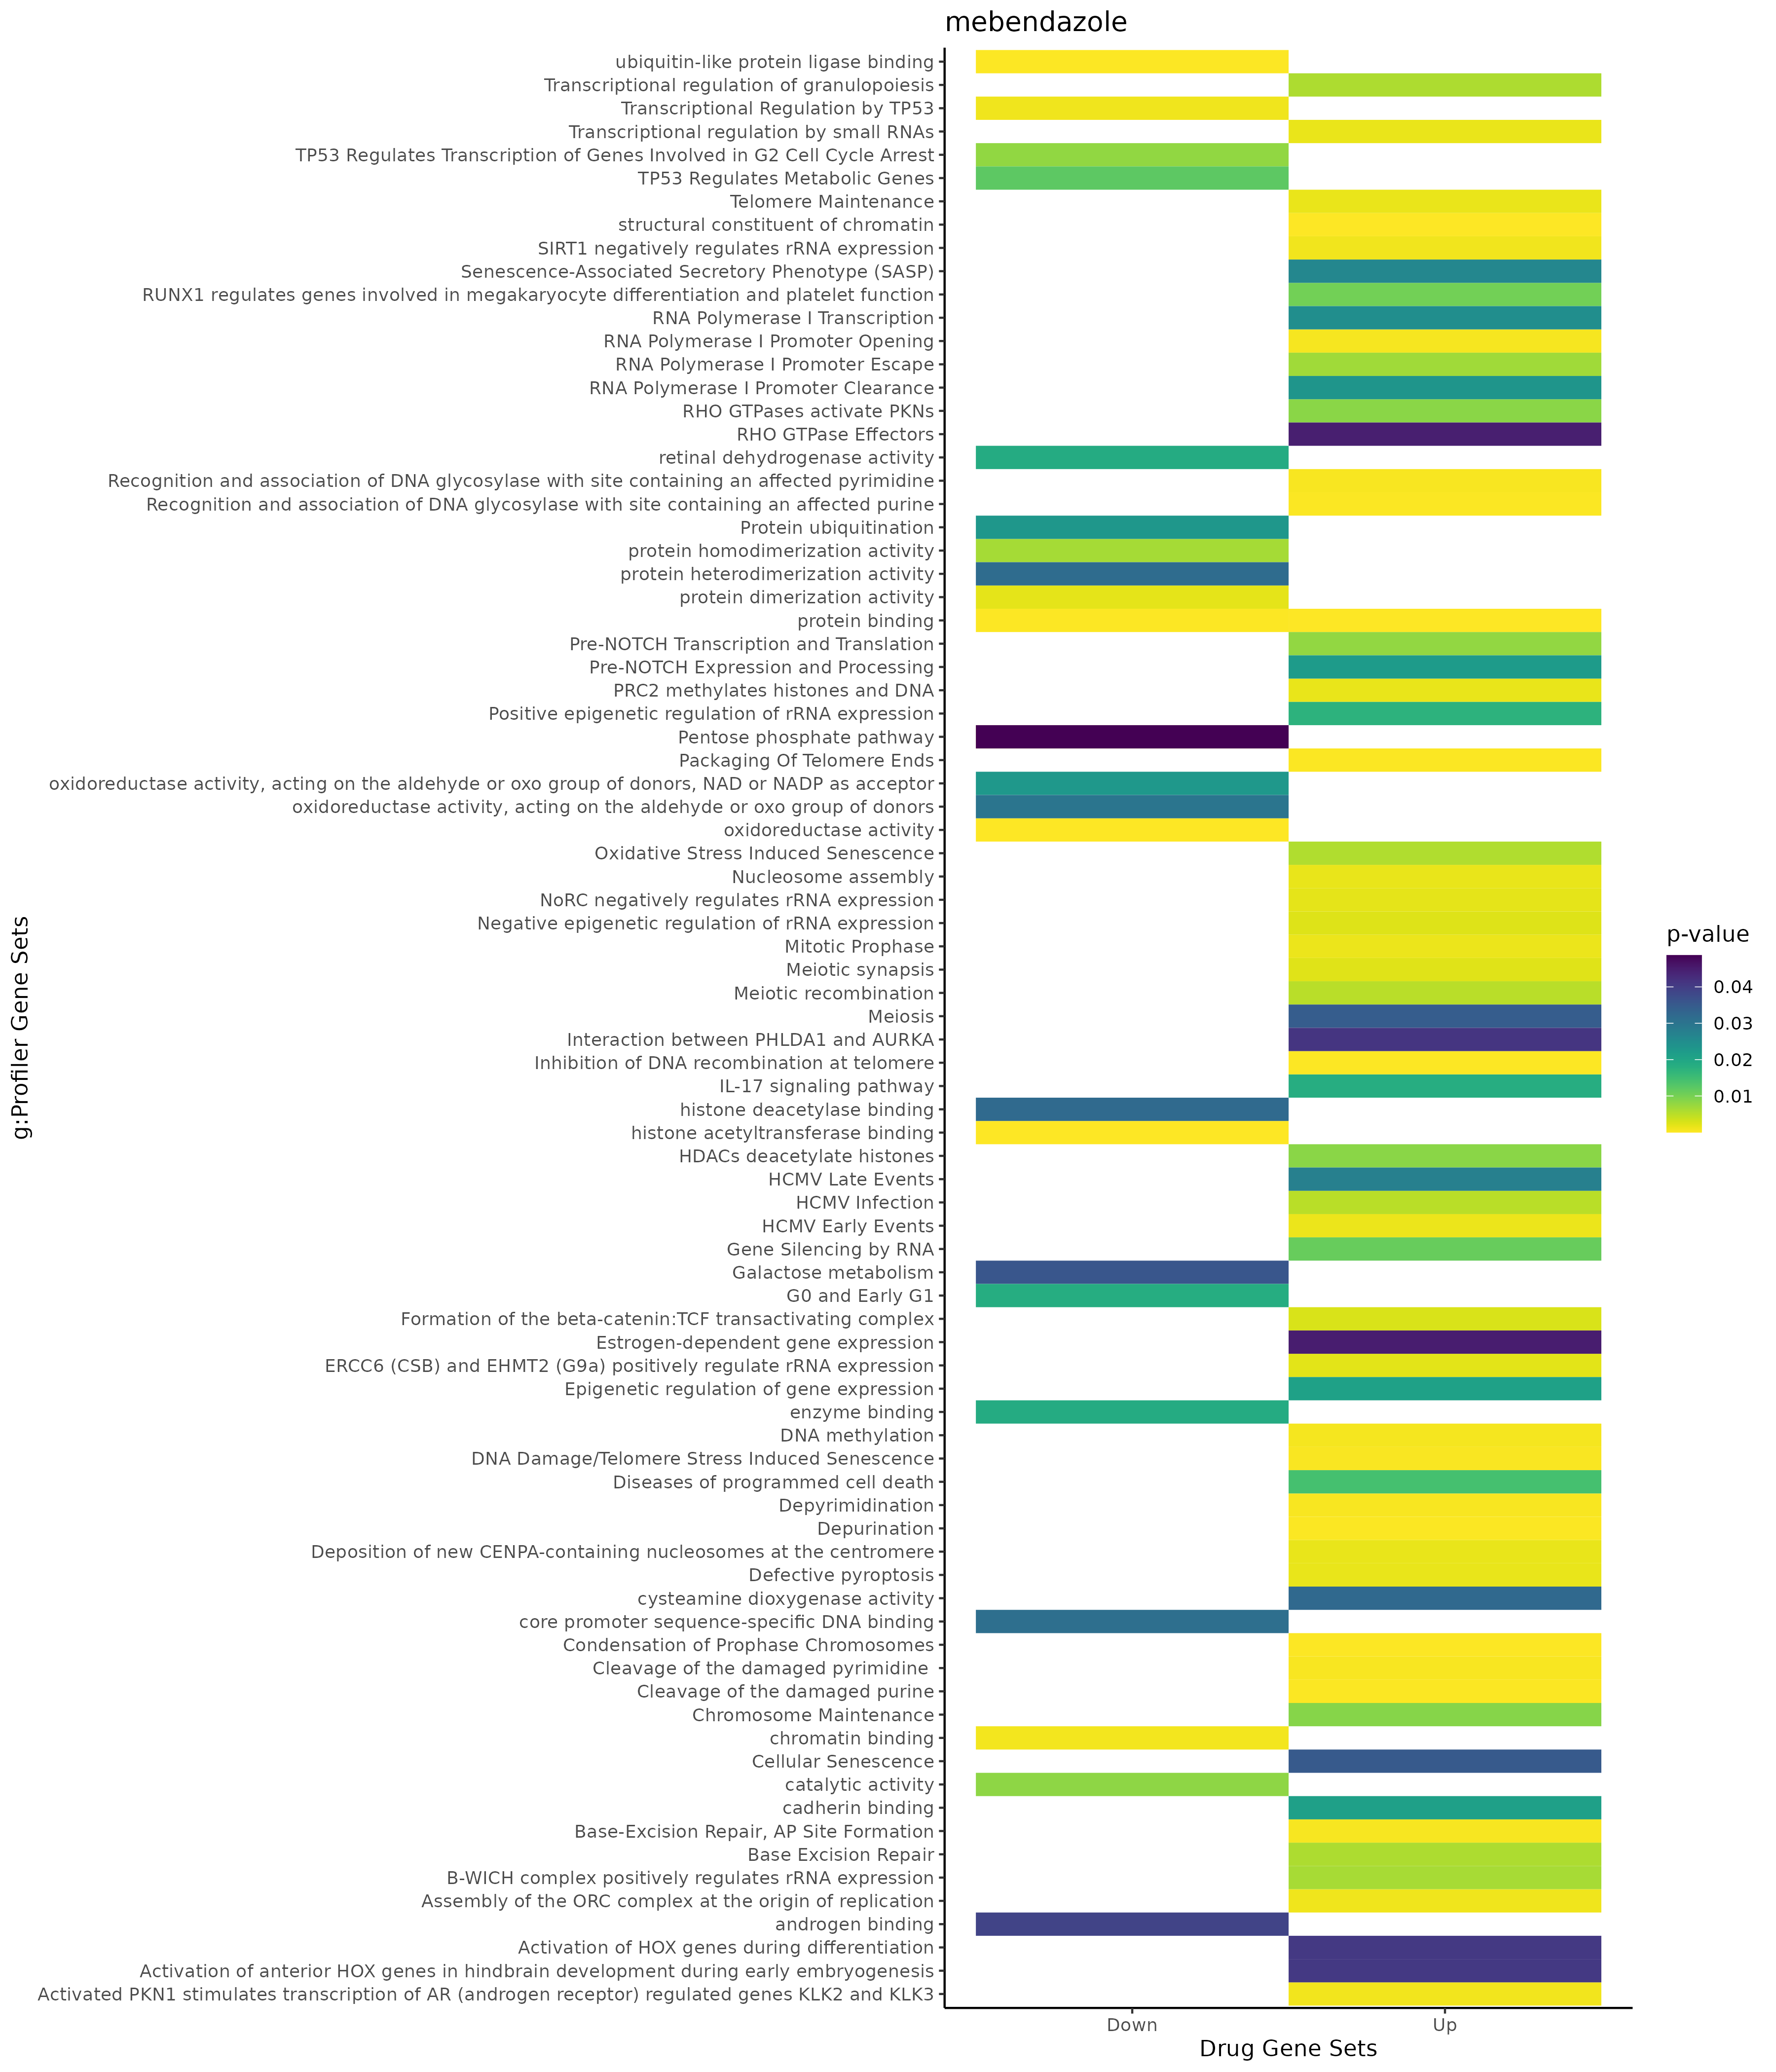 mebendazole
ubiquitin-like protein ligase binding
Transcriptional regulation of granulopoiesis
Transcriptional Regulation by TP53
Transcriptional regulation by small RNAs
TP53 Regulates Transcription of Genes Involved in G2 Cell Cycle Arrest
TP53 Regulates Metabolic Genes
Telomere Maintenance
structural constituent of chromatin
SIRT1 negatively regulates rRNA expression
Senescence-Associated Secretory Phenotype (SASP)
RUNX1 regulates genes involved in megakaryocyte differentiation and platelet function
RNA Polymerase I Transcription
RNA Polymerase I Promoter Opening
RNA Polymerase I Promoter Escape
RNA Polymerase I Promoter Clearance
RHO GTPases activate PKNs
RHO GTPase Effectors
retinal dehydrogenase activity
Recognition and association of DNA glycosylase with site containing an affected pyrimidine
Recognition and association of DNA glycosylase with site containing an affected purine
Protein ubiquitination
protein homodimerization activity
protein heterodimerization activity
protein dimerization activity
protein binding
Pre-NOTCH Transcription and Translation
Pre-NOTCH Expression and Processing
PRC2 methylates histones and DNA
Positive epigenetic regulation of rRNA expression
Pentose phosphate pathway
Packaging Of Telomere Ends
oxidoreductase activity, acting on the aldehyde or oxo group of donors, NAD or NADP as acceptor
oxidoreductase activity, acting on the aldehyde or oxo group of donors
oxidoreductase activity
Oxidative Stress Induced Senescence
Nucleosome assembly
NoRC negatively regulates rRNA expression
Negative epigenetic regulation of rRNA expression
Mitotic Prophase
Meiotic synapsis
Meiotic recombination
Meiosis
Interaction between PHLDA1 and AURKA
Inhibition of DNA recombination at telomere
IL-17 signaling pathway
histone deacetylase binding
histone acetyltransferase binding
HDACs deacetylate histones
HCMV Late Events
HCMV Infection
HCMV Early Events
Gene Silencing by RNA
Galactose metabolism
G0 and Early G1
Formation of the beta-catenin:TCF transactivating complex
Estrogen-dependent gene expression
ERCC6 (CSB) and EHMT2 (G9a) positively regulate rRNA expression
Epigenetic regulation of gene expression
enzyme binding
DNA methylation
DNA Damage/Telomere Stress Induced Senescence
Diseases of programmed cell death
Depyrimidination
Depurination
Deposition of new CENPA-containing nucleosomes at the centromere
Defective pyroptosis
cysteamine dioxygenase activity
core promoter sequence-specific DNA binding
Condensation of Prophase Chromosomes
Cleavage of the damaged pyrimidine
Cleavage of the damaged purine
Chromosome Maintenance
chromatin binding
Cellular Senescence
catalytic activity
cadherin binding
Base-Excision Repair, AP Site Formation
Base Excision Repair
B-WICH complex positively regulates rRNA expression
Assembly of the ORC complex at the origin of replication
androgen binding
Activation of HOX genes during differentiation
Activation of anterior HOX genes in hindbrain development during early embryogenesis
Activated PKN1 stimulates transcription of AR (androgen receptor) regulated genes KLK2 and KLK3
g:Profiler Gene Sets
Down
Up
Drug Gene Sets
p-value
0.04
0.03
0.02
0.01